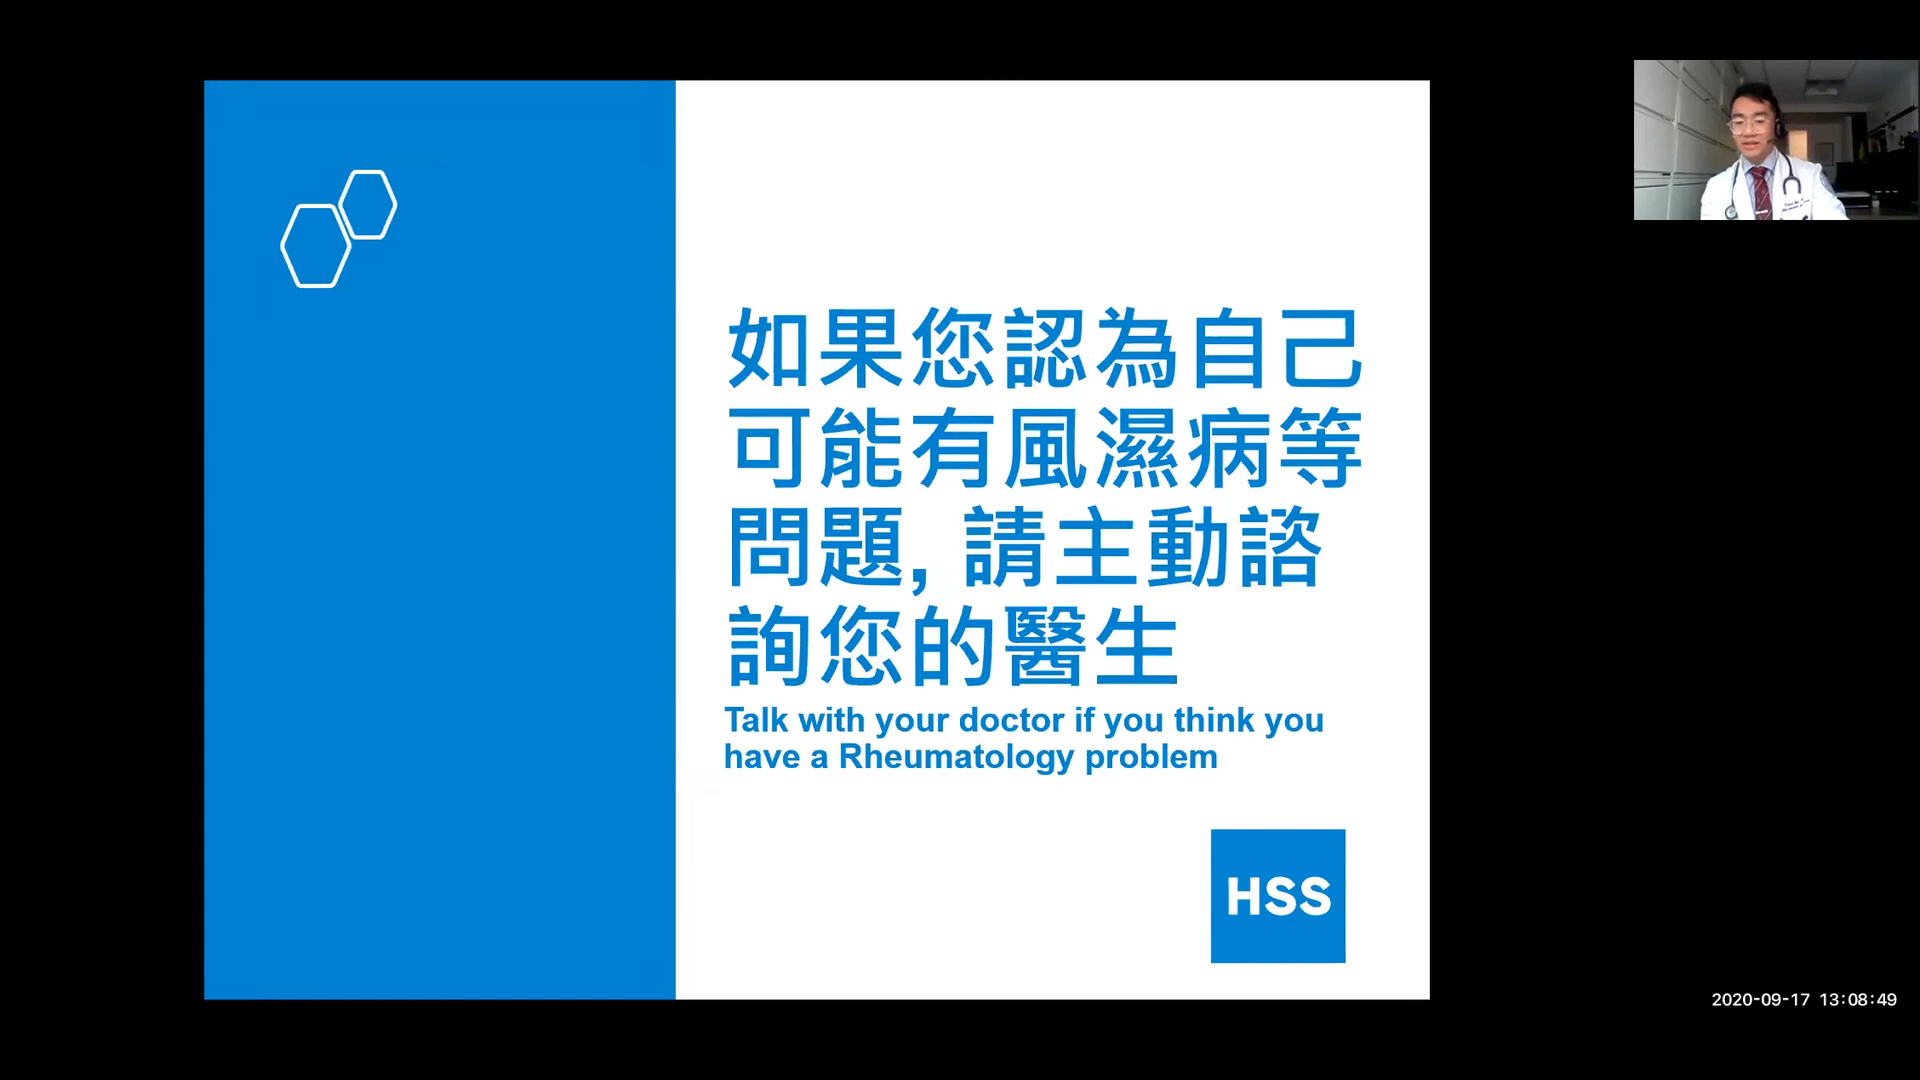 如果您認為自己
可能有風濕病等
問題, 請主動諮
詢您的醫生
Talk with your doctor if you think you
have a Rheumatology problem
HSS
2020-09-17 13:08:49